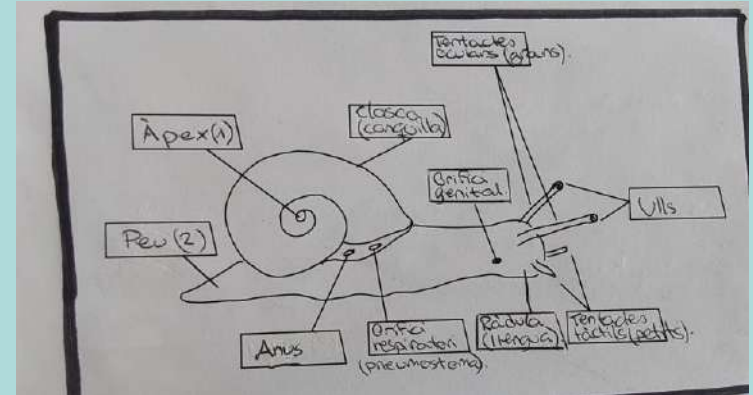 Tentacles
oculars (grans).
Closca
(conquilla)
Àpex (1)
Orifici
genital.
Ulls
Peu (2)
Anus
Orifici
respiratori
(pneumostoma).
Ràdula
(llengua).
Tentacles
tàctils (petits).